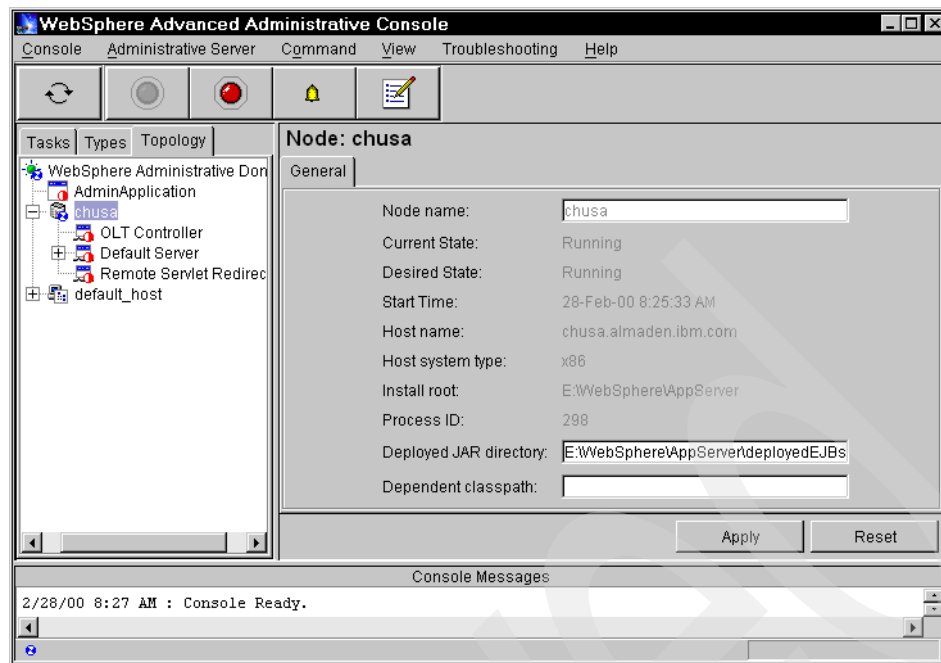 WebSphere Advanced Administrative Console
Console Administrative Server Command View Troubleshooting Help
Tasks Types Topology
WebSphere Administrative Don
AdminApplication
chusa
OLT Controller
Default Server
Remote Servlet Redirec
default_host
Node: chusa
General
Node name: chusa
Current State: Running
Desired State: Running
Start Time: 28-Feb-00 8:25:33 AM
Host name: chusa.almaden.ibm.com
Host system type: x86
Install root: E:\WebSphere\AppServer
Process ID: 298
Deployed JAR directory: E:\WebSphere\AppServer\deployedEJBs
Dependent classpath:
Apply Reset
Console Messages
2/28/00 8:27 AM : Console Ready.